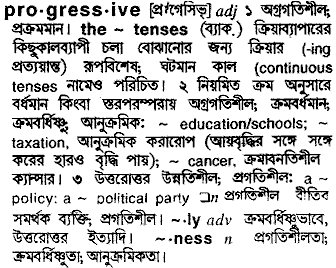 pro·gress·ive [প্রগ্রেসিভ্] adj ১ অগ্রগতিশীল;
প্রক্রমমান। the ~ tenses (ব্যাক.) ক্রিয়াব্যাপারের
কিছুকালব্যাপী চলা বোঝানোর জন্য ক্রিয়ার (-ing
প্রত্যয়ান্ত) রূপবিশেষ; ঘটমান কাল (continuous
tenses নামেও পরিচিত)। ২ নিয়মিত ক্রম অনুসারে
বর্ধমান কিংবা স্তরপরম্পরায় অগ্রগতিশীল; ক্রমবর্ধমান;
ক্রমবর্ধিষ্ণু; আনুক্রমিক: ~ education/schools; ~
taxation, আনুক্রমিক করারোপ (আয়বৃদ্ধির সঙ্গে সঙ্গে
করের হারও বৃদ্ধি পায়); ~ cancer, ক্রমাবনতিশীল
ক্যান্সার। ৩ উত্তরোত্তর উন্নতিশীল; প্রগতিশীল: a ~
policy: a ~ political party □n প্রগতিশীল নীতির
সমর্থক ব্যক্তি; প্রগতিশীল। ~·ly adv ক্রমবর্ধিষ্ণুভাবে,
উত্তরোত্তর ইত্যাদি। ~·ness n প্রগতিশীলতা;
ক্রমবর্ধিষ্ণুতা; আনুক্রমিকতা।